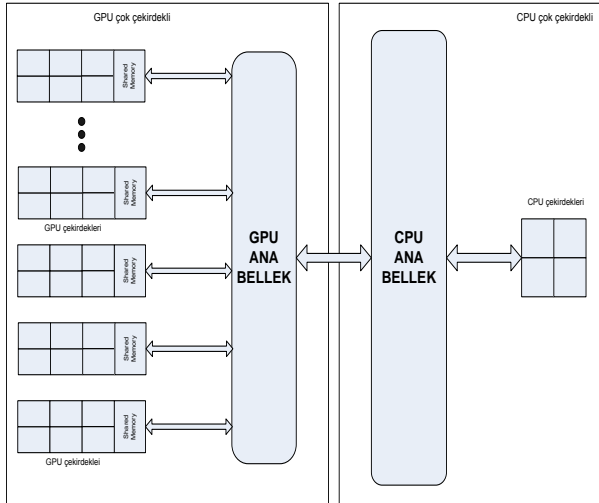 GPU çok çekirdekli
CPU çok çekirdekli
Shared
Memory
Shared
Memory
GPU çekirdekleri
Shared
Memory
Shared
Memory
Shared
Memory
GPU çekirdeklei
GPU
ANA
BELLEK
CPU
ANA
BELLEK
CPU çekirdekleri